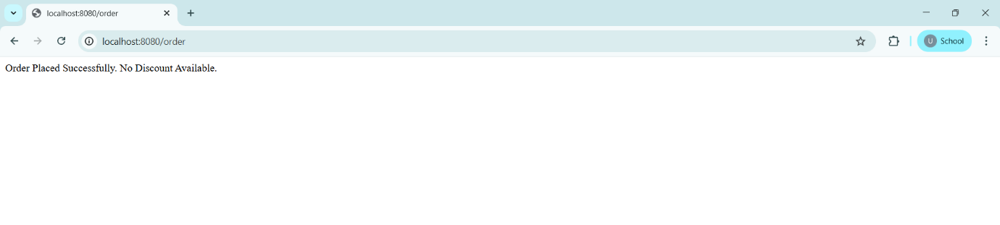 localhost:8080/order
localhost:8080/order
U School
Order Placed Successfully. No Discount Available.